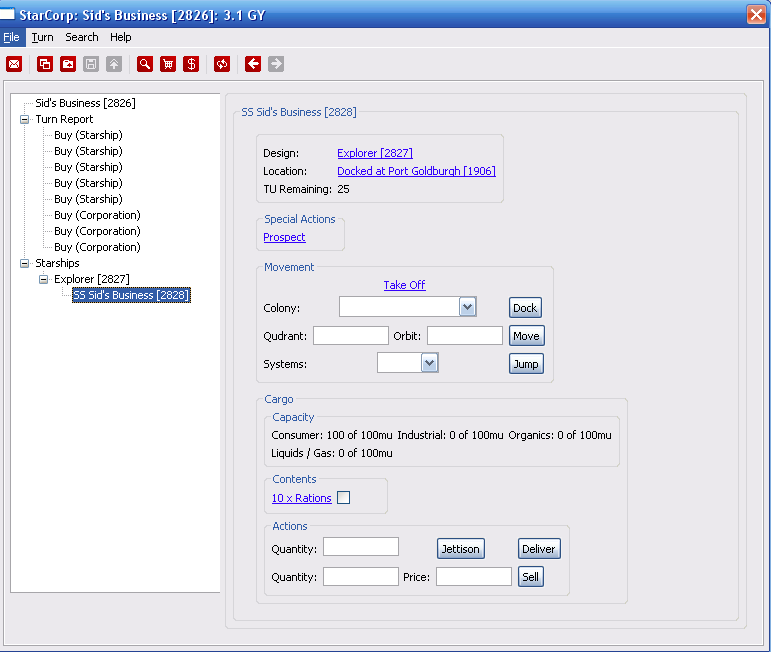 StarCorp: Sid's Business [2826]: 3.1 GY
File Turn Search Help
Sid's Business [2826]
Turn Report
Buy (Starship)
Buy (Starship)
Buy (Starship)
Buy (Starship)
Buy (Starship)
Buy (Corporation)
Buy (Corporation)
Buy (Corporation)
Starships
Explorer [2827]
SS Sid's Business [2828]
SS Sid's Business [2828]
Design: Explorer [2827]
Location: Docked at Port Goldburgh [1906]
TU Remaining: 25
Special Actions
Prospect
Movement
Take Off
Colony: Dock
Qudrant: Orbit: Move
Systems: Jump
Cargo
Capacity
Consumer: 100 of 100mu Industrial: 0 of 100mu Organics: 0 of 100mu
Liquids / Gas: 0 of 100mu
Contents
10 x Rations
Actions
Quantity: Jettison Deliver
Quantity: Price: Sell